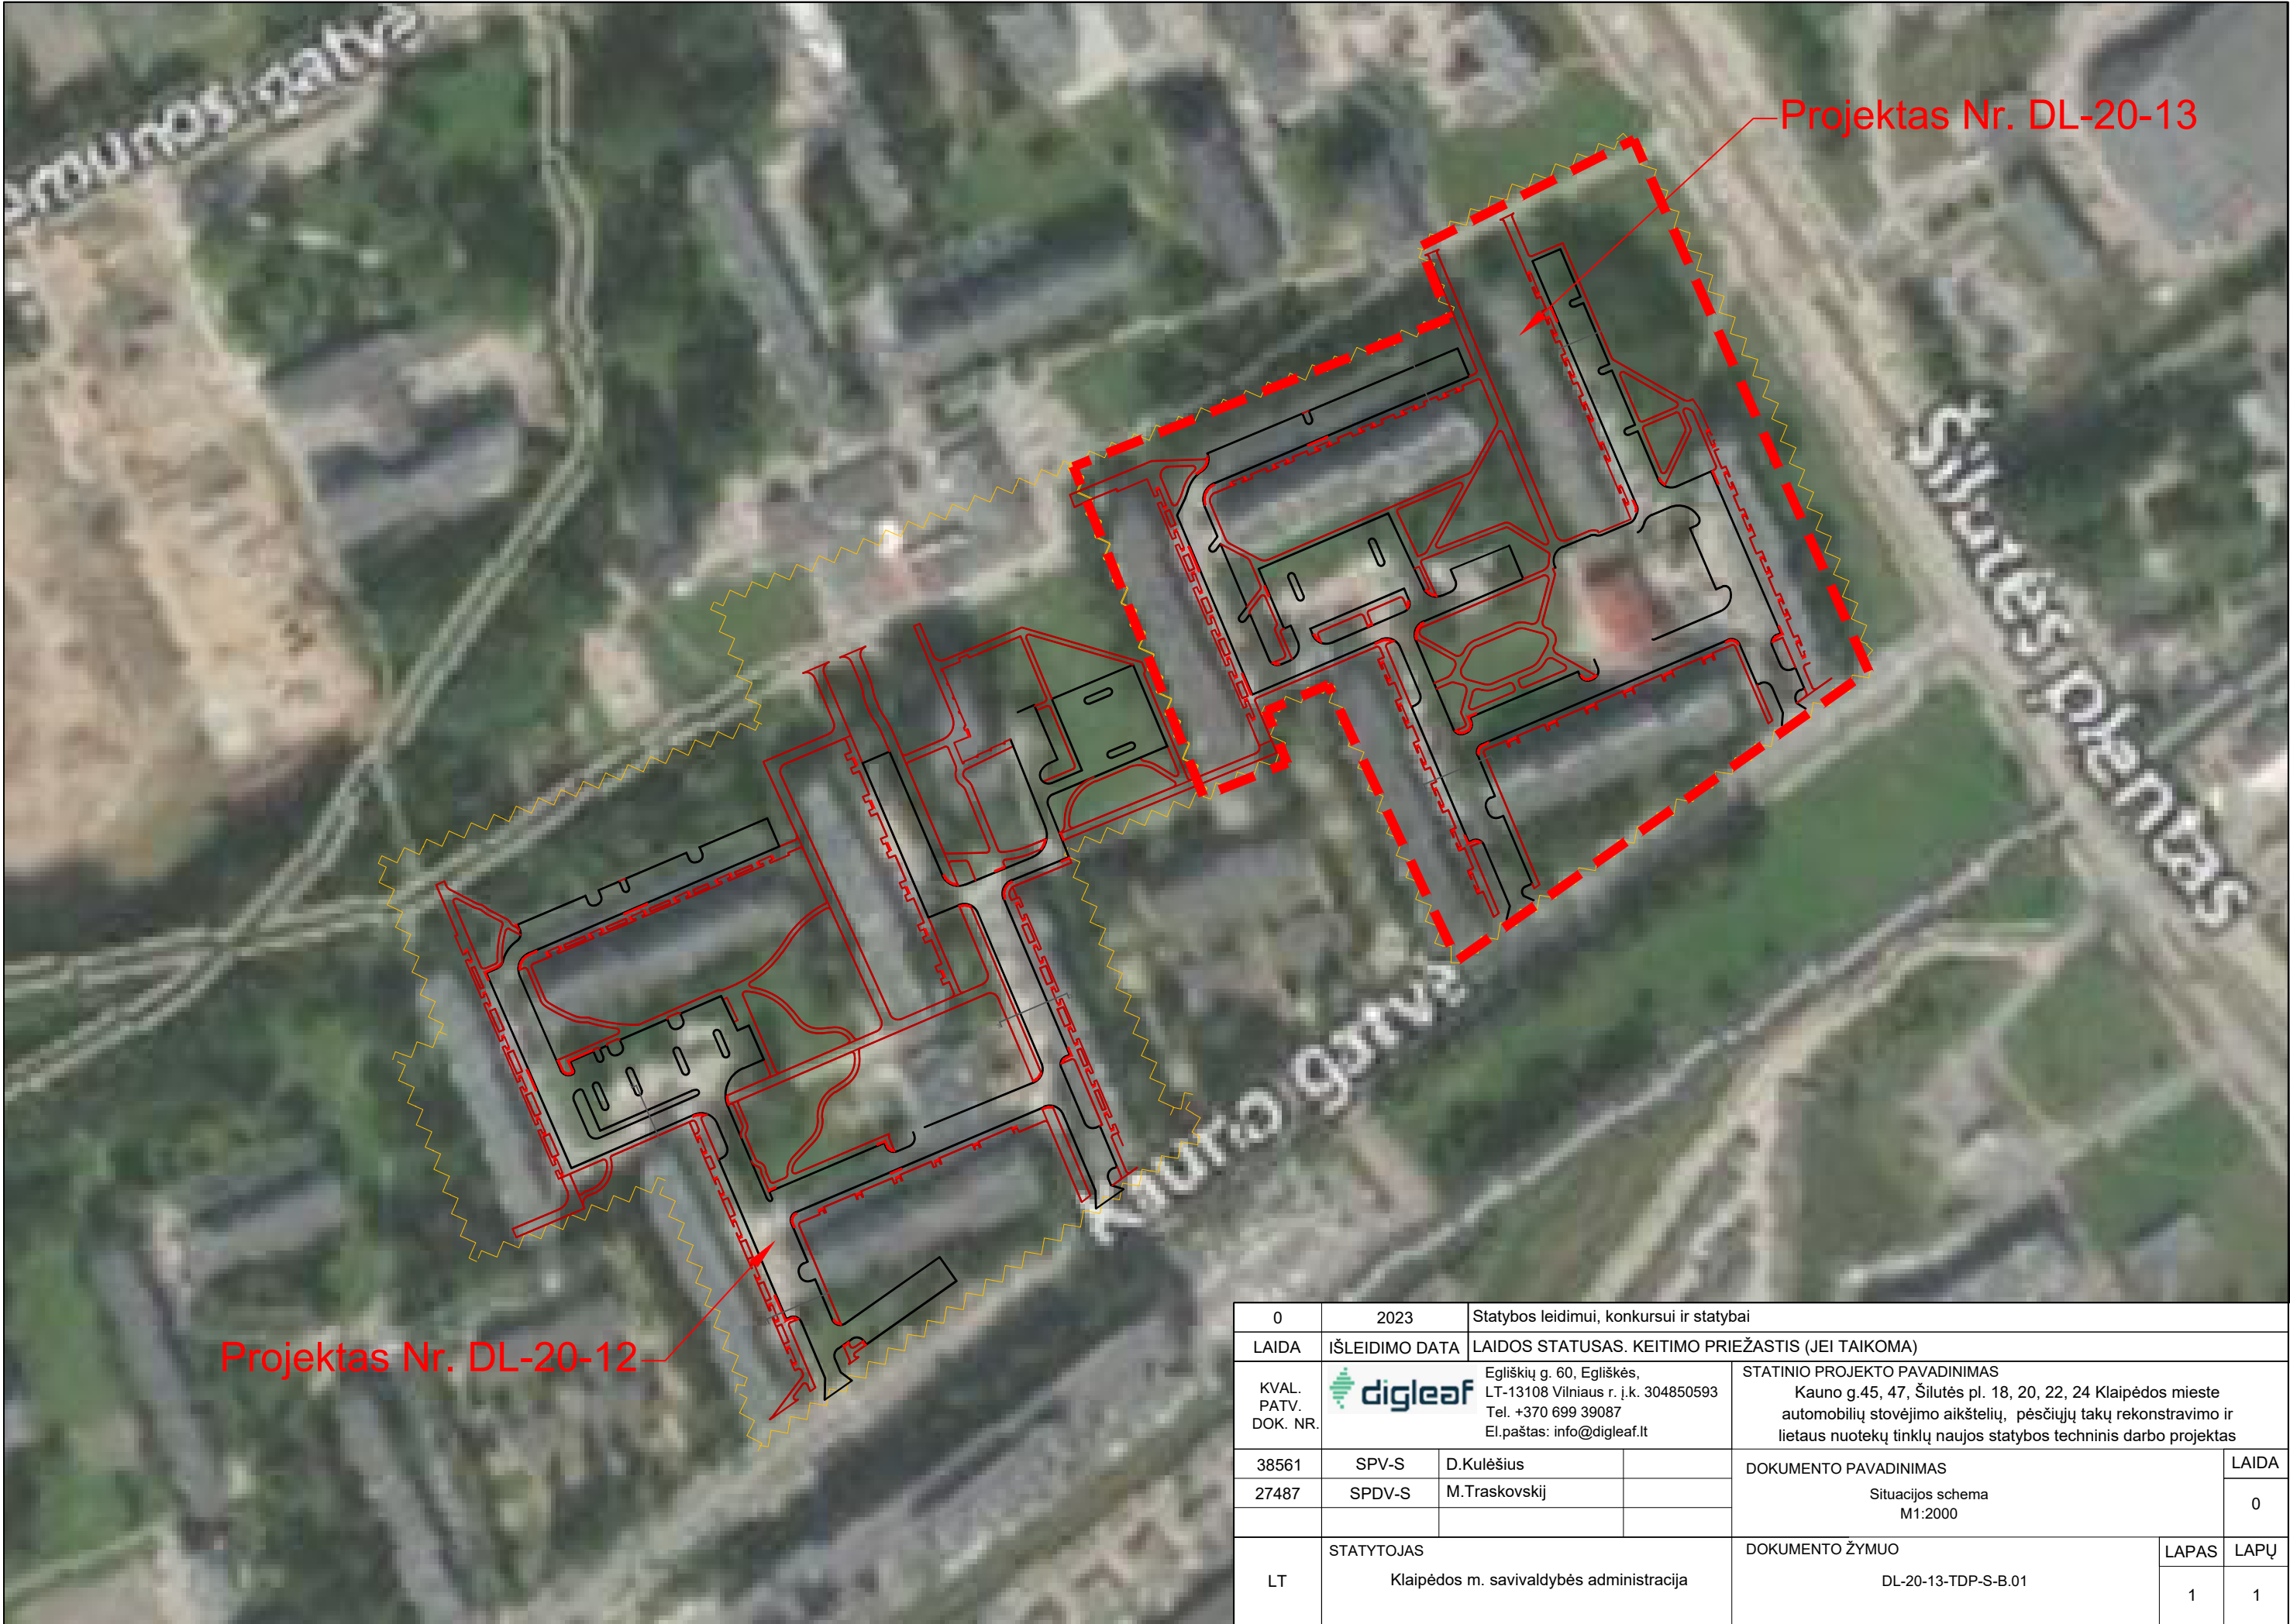 Projektas Nr. DL-20-13
Šilutės plentas
Kauno gatvė
Projektas Nr. DL-20-12
0 2023 Statybos leidimui, konkursui ir statybai
LAIDA IŠLEIDIMO DATA LAIDOS STATUSAS. KEITIMO PRIEŽASTIS (JEI TAIKOMA)
KVAL.
PATV.
DOK. NR.
digleaf
Egliškių g. 60, Egliškės,
LT-13108 Vilniaus r. į.k. 304850593
Tel. +370 699 39087
El.paštas: info@digleaf.lt
STATINIO PROJEKTO PAVADINIMAS
Kauno g.45, 47, Šilutės pl. 18, 20, 22, 24 Klaipėdos mieste
automobilių stovėjimo aikštelių, pėsčiųjų takų rekonstravimo ir
lietaus nuotekų tinklų naujos statybos techninis darbo projektas
38561 SPV-S D.Kulėšius
27487 SPDV-S M.Traskovskij
DOKUMENTO PAVADINIMAS
Situacijos schema
M1:2000
LAIDA
0
LT
STATYTOJAS
Klaipėdos m. savivaldybės administracija
DOKUMENTO ŽYMUO
DL-20-13-TDP-S-B.01
LAPAS LAPŲ
1 1